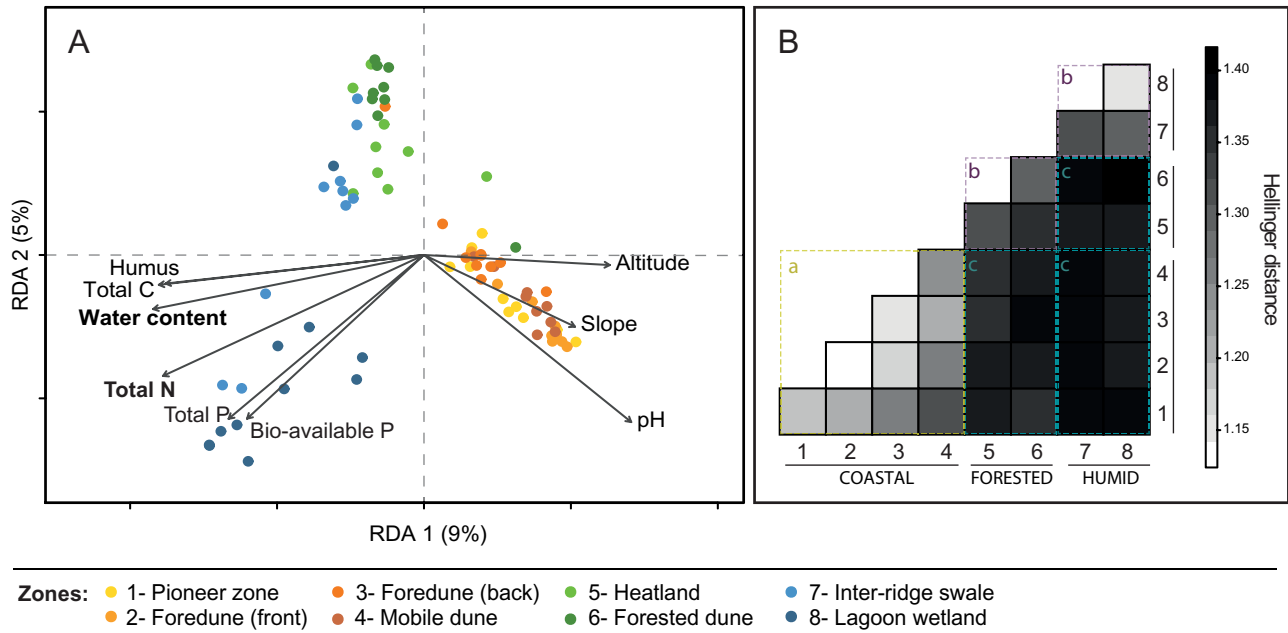 A
RDA 2 (5%)
Humus
Total C
Water content
Total N
Total P
Bio-available P
Altitude
Slope
pH
RDA 1 (9%)
B
b
8
7
b
c
6
5
a
c
c
4
3
2
1
1 2 3 4 5 6 7 8
COASTAL FORESTED HUMID
1.40
1.35
1.30
1.25
1.20
1.15
Hellinger distance
Zones: 1- Pioneer zone 3- Foredune (back) 5- Heatland 7- Inter-ridge swale
2- Foredune (front) 4- Mobile dune 6- Forested dune 8- Lagoon wetland